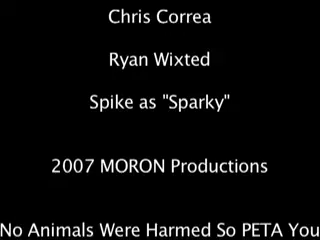 Chris Correa
Ryan Wixted
Spike as "Sparky"
2007 MORON Productions
No Animals Were Harmed So PETA You